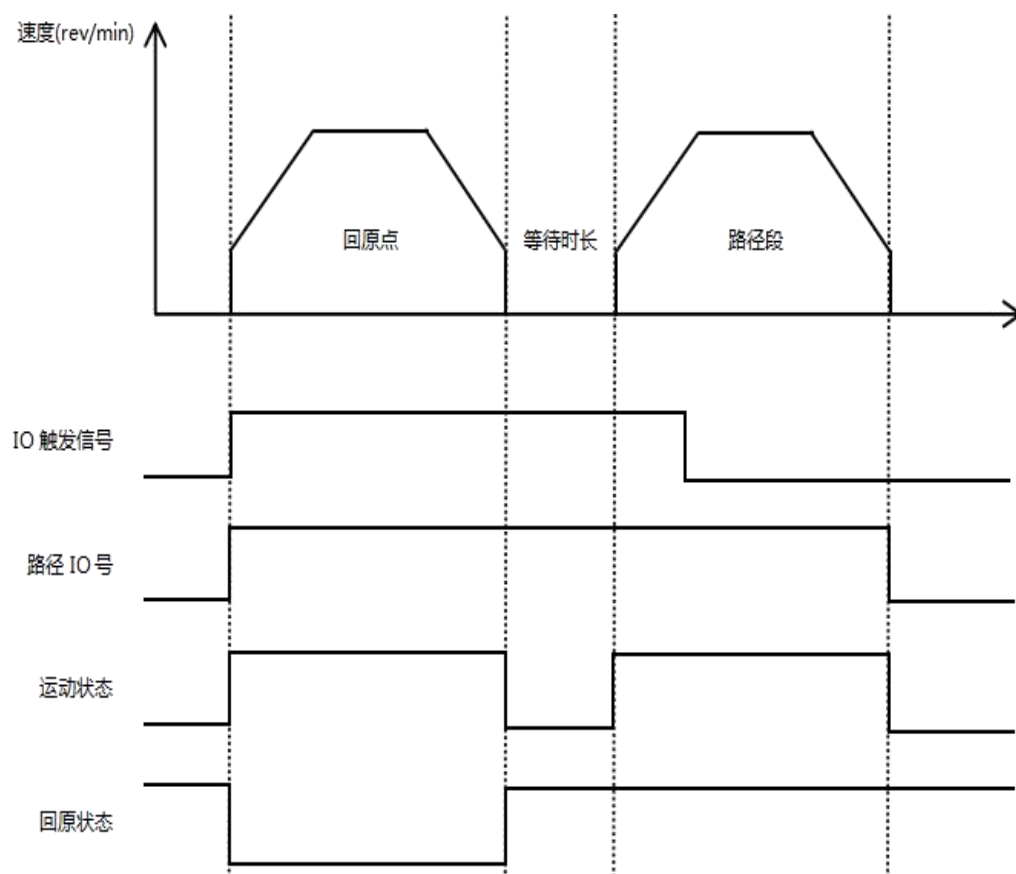 速度(rev/min)
回原点
等待时长
路径段
IO 触发信号
路径 IO 号
运动状态
回原状态